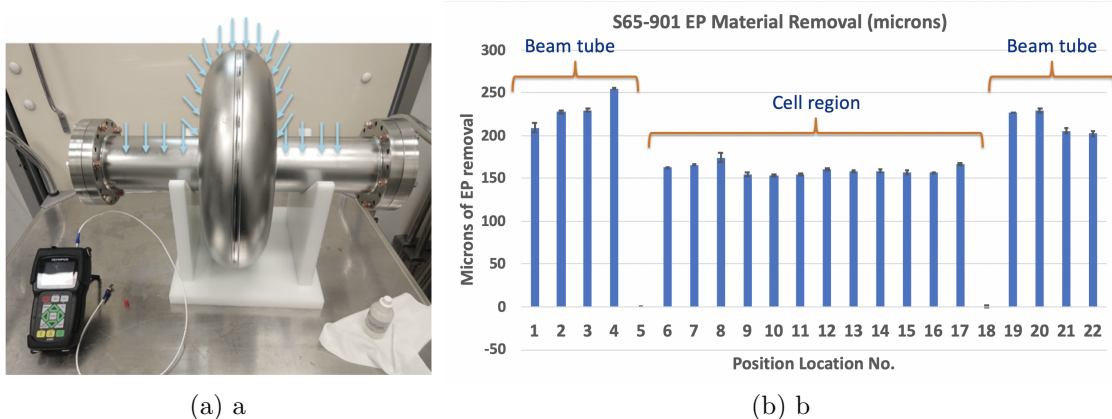 S65-901 EP Material Removal (microns)
Beam tube
Beam tube
Cell region
Microns of EP removal
300
250
200
150
100
50
0
-50
1 2 3 4 5 6 7 8 9 10 11 12 13 14 15 16 17 18 19 20 21 22
Position Location No.
OLYMPUS
(a) a
(b) b